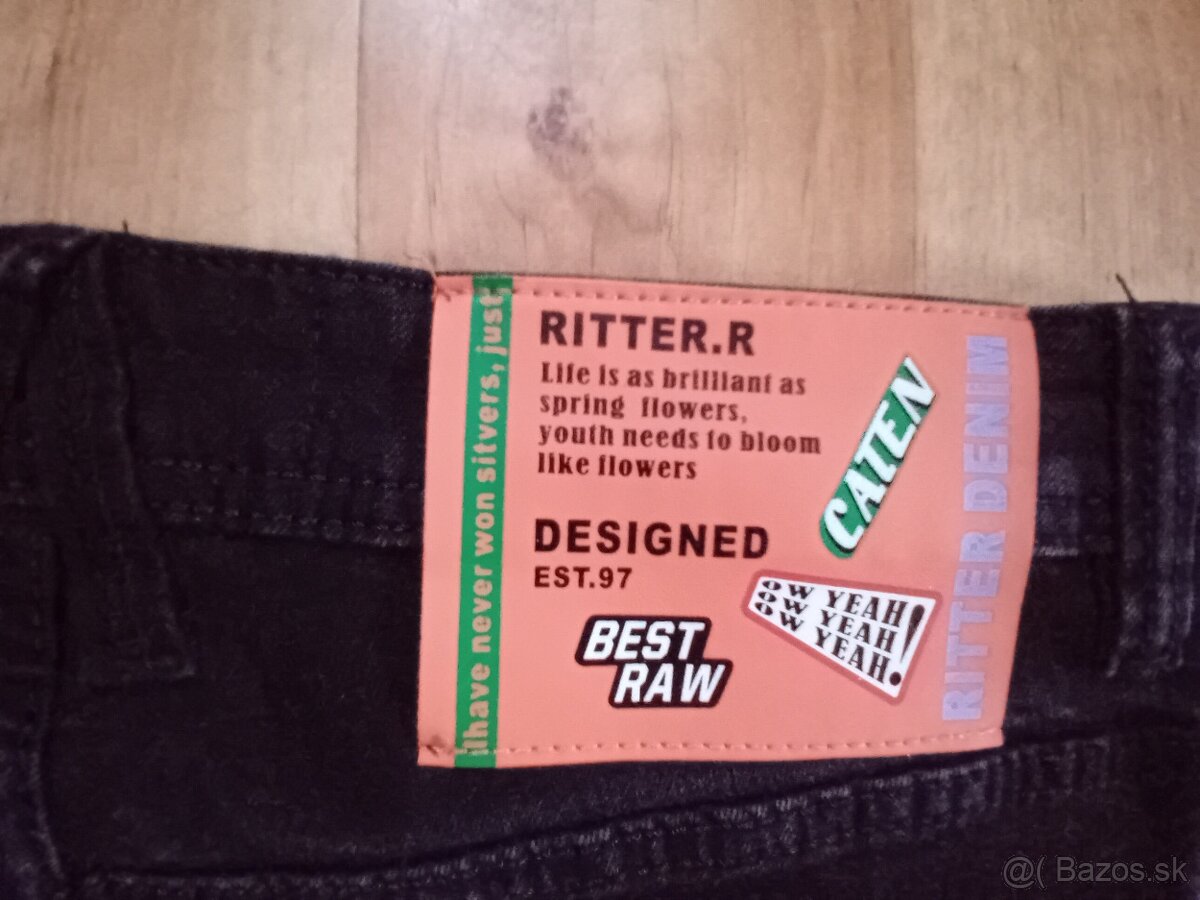 Ihave never won sitvers, just
RITTER.R
Life is as brilliant as
spring flowers,
youth needs to bloom
like flowers
DESIGNED
EST.97
BEST
RAW
CATEN
OW YEAH
OW YEAH
OW YEAH!
RITTER DENIM
@( Bazos.sk